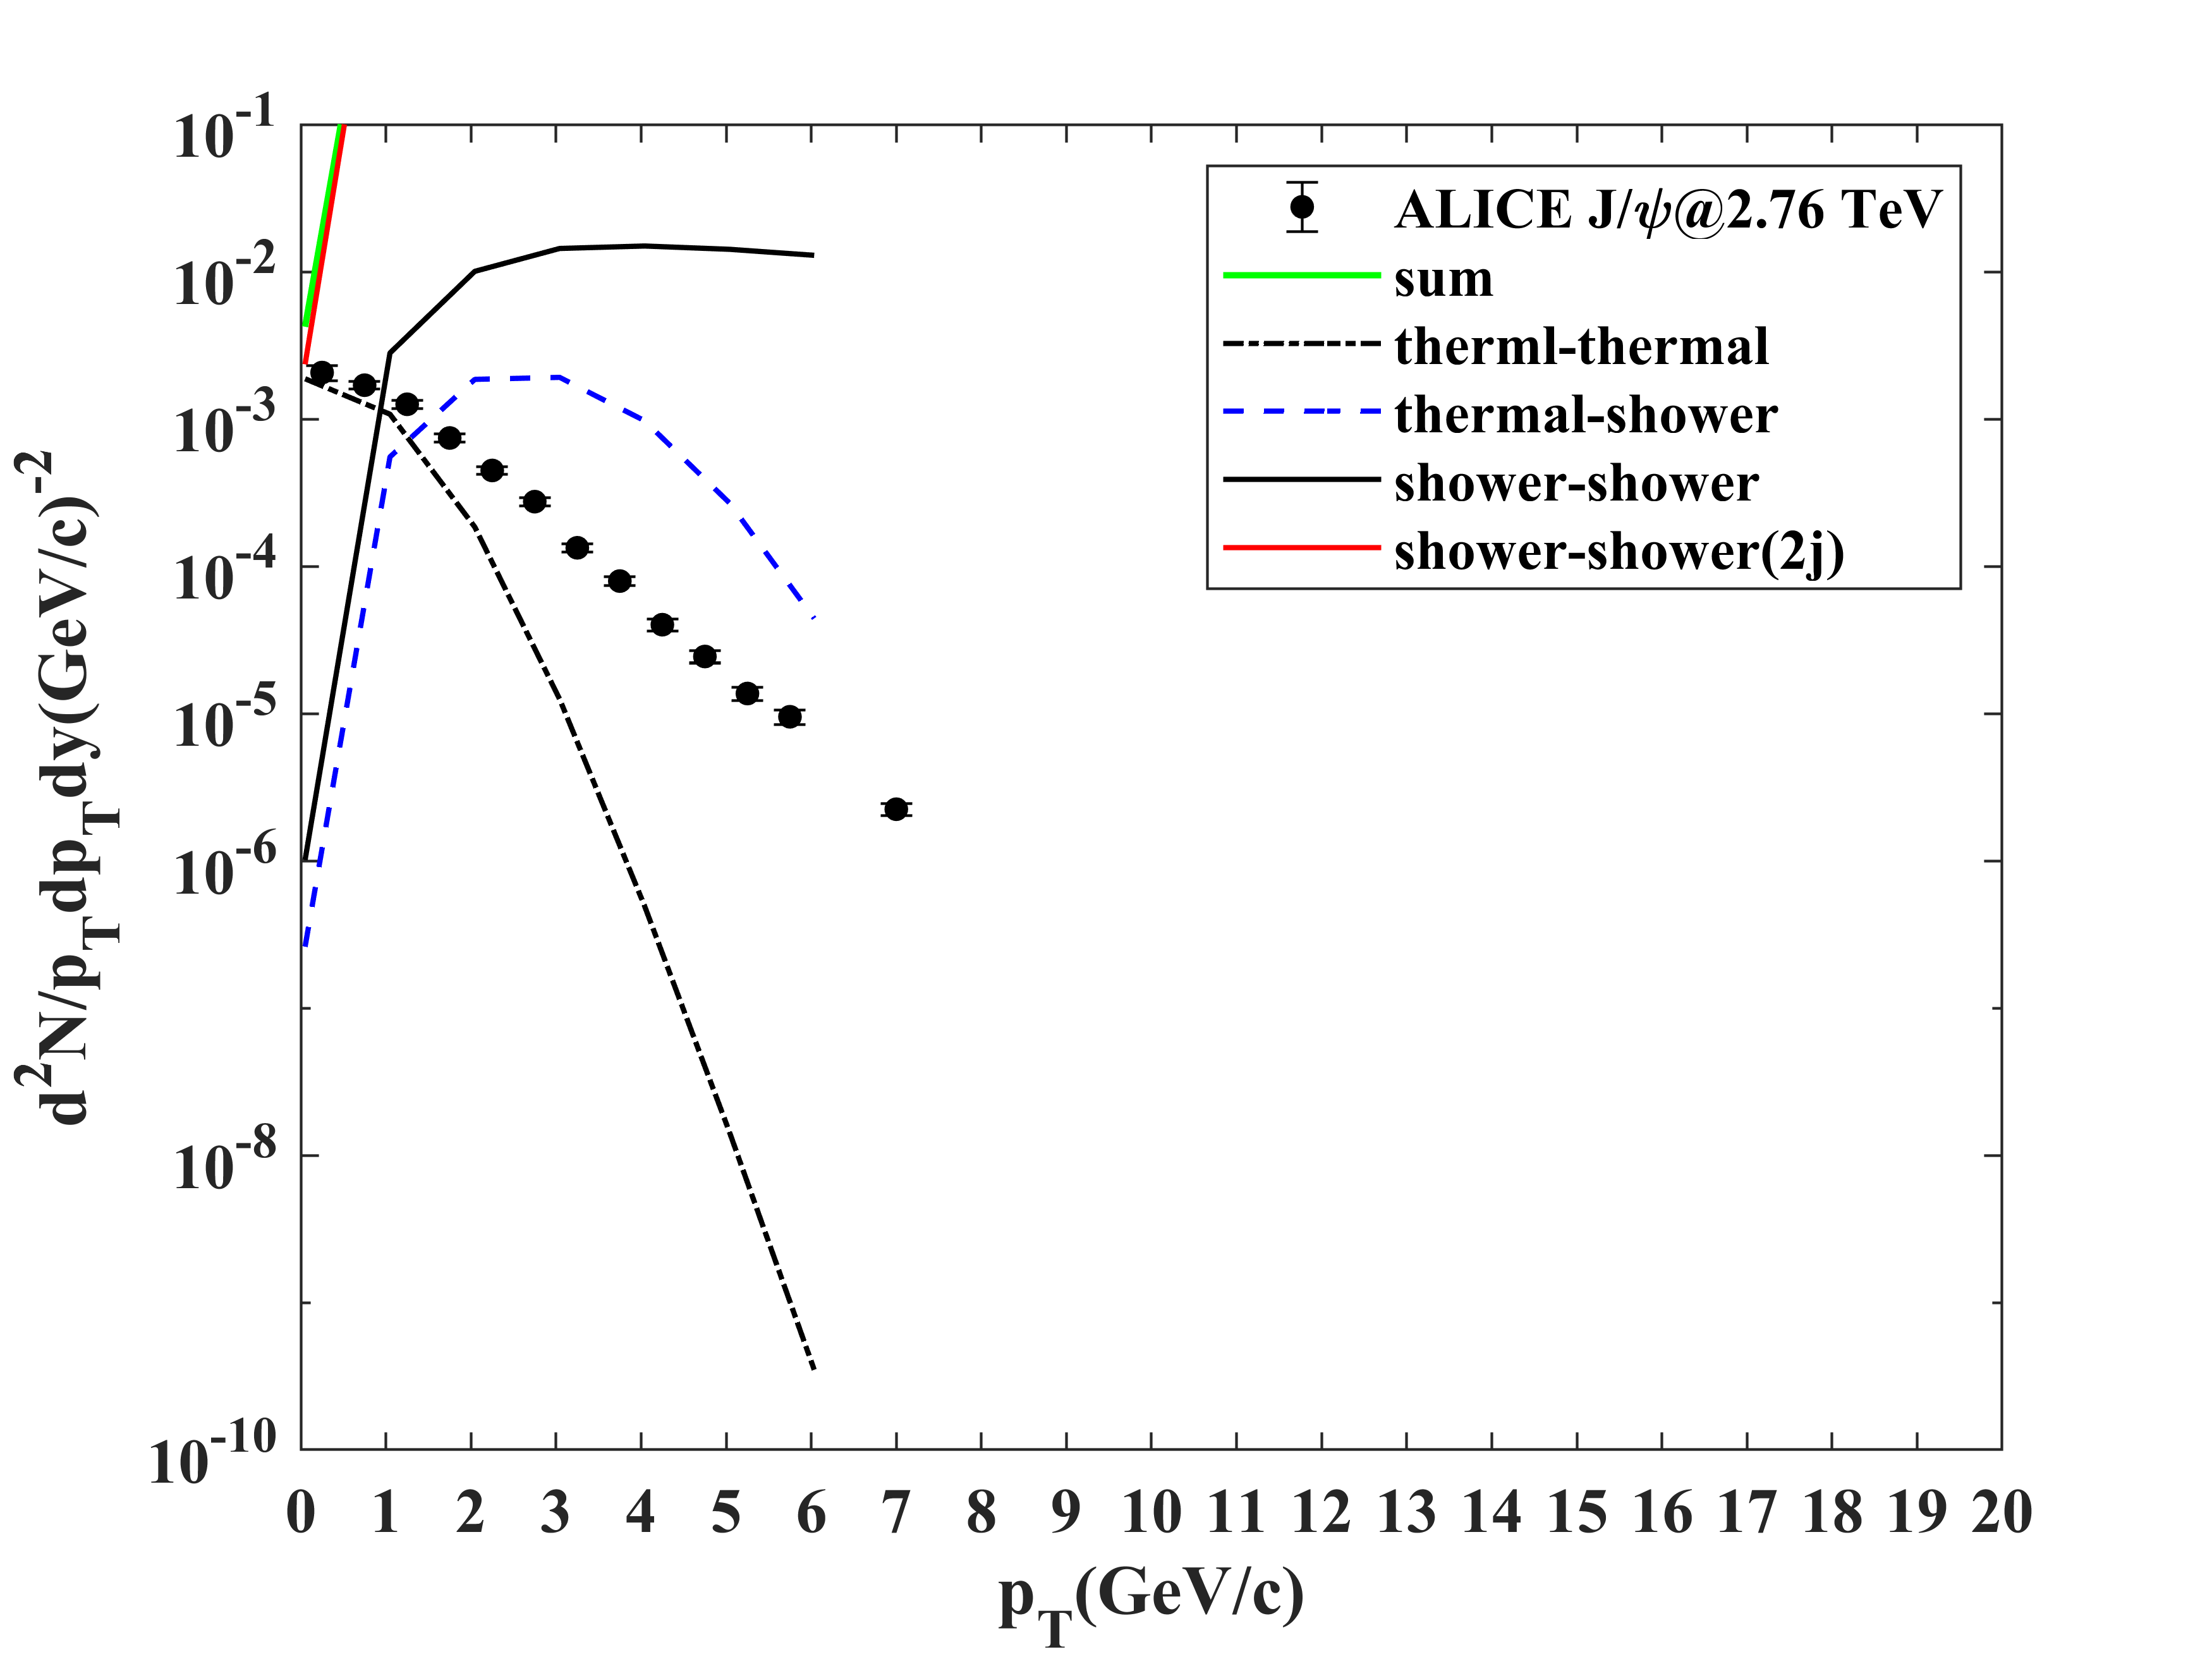 10-1
10-2
10-3
10-4
10-5
10-6
10-8
10-10
d2N/pTdpTdy(GeV/c)-2
ALICE J/ψ@2.76 TeV
sum
therml-thermal
thermal-shower
shower-shower
shower-shower(2j)
0 1 2 3 4 5 6 7 8 9 10 11 12 13 14 15 16 17 18 19 20
pT(GeV/c)